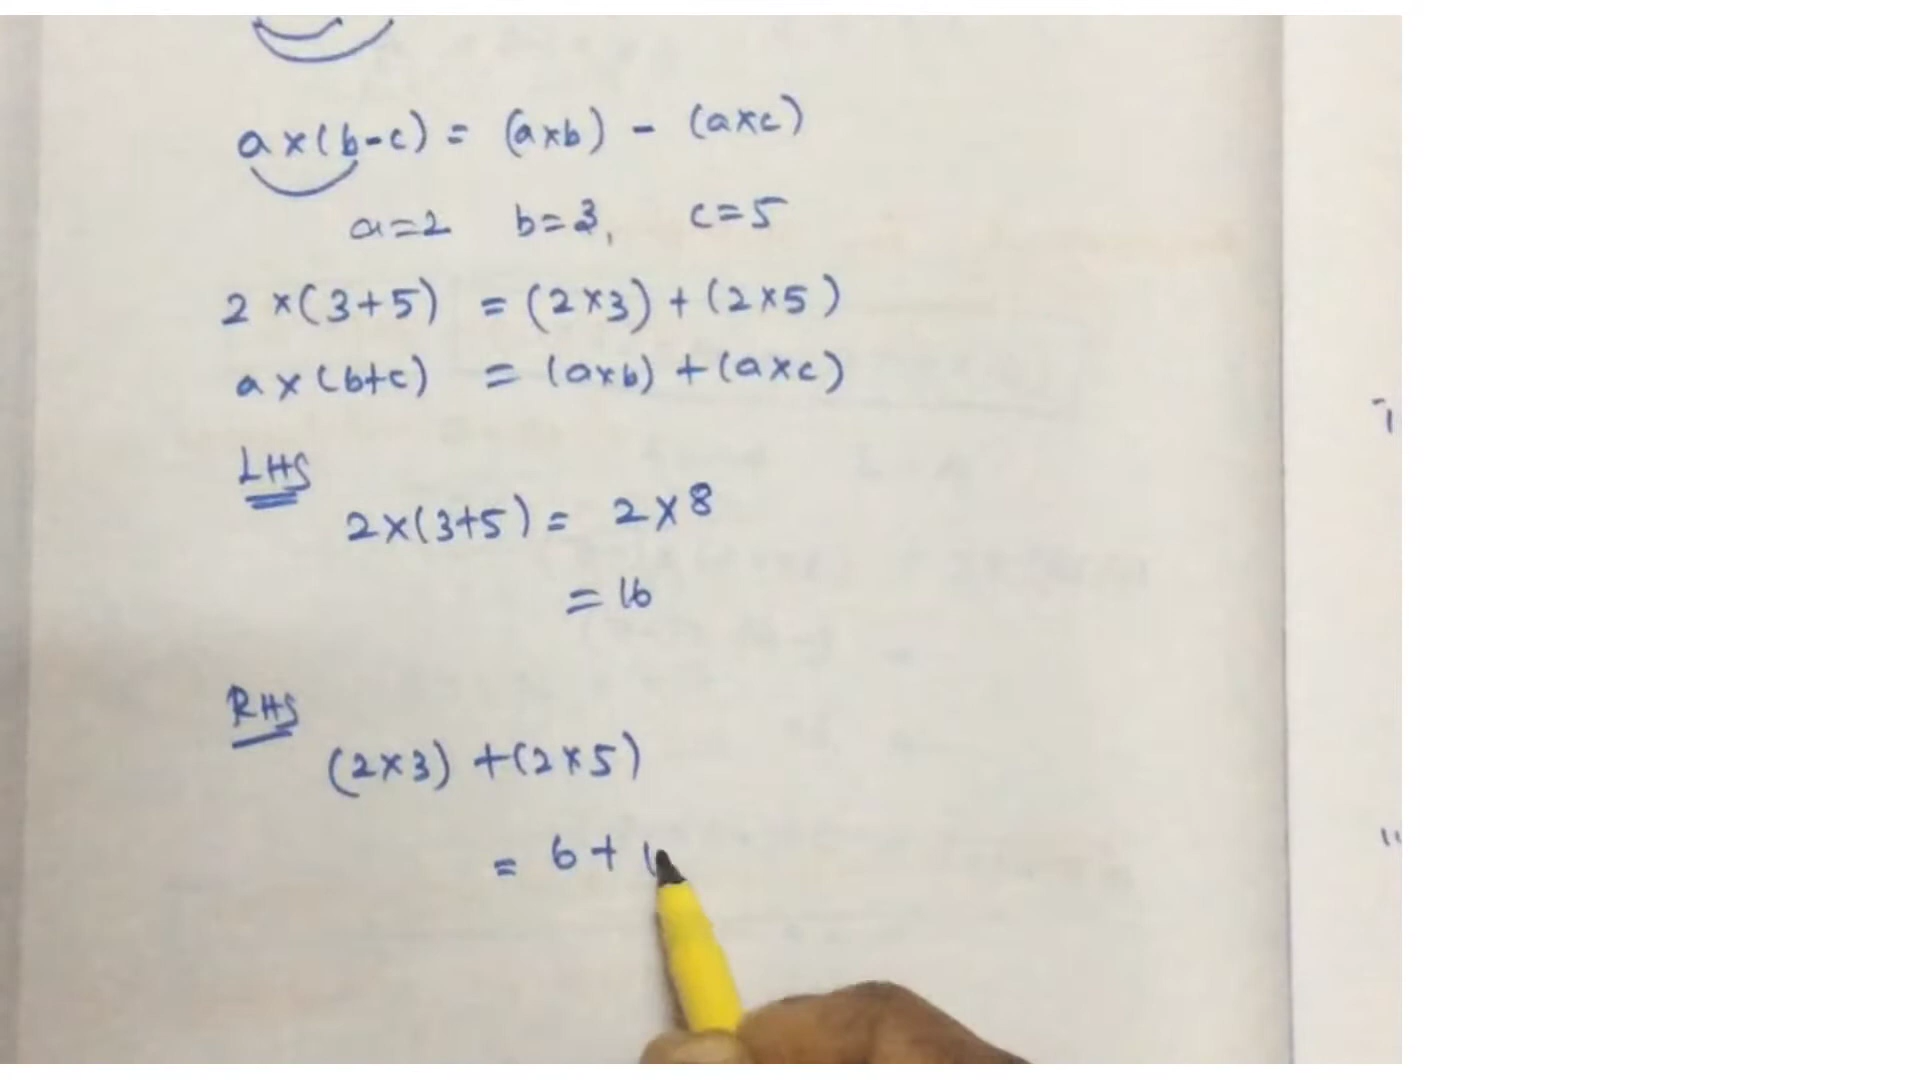 a×(b-c) = (a×b) - (a×c)
a=2 b=3, c=5
2×(3+5) = (2×3)+(2×5)
a×(b+c) = (a×b)+(a×c)
LHS
2×(3+5) = 2×8
= 16
RHS
(2×3)+(2×5)
= 6+